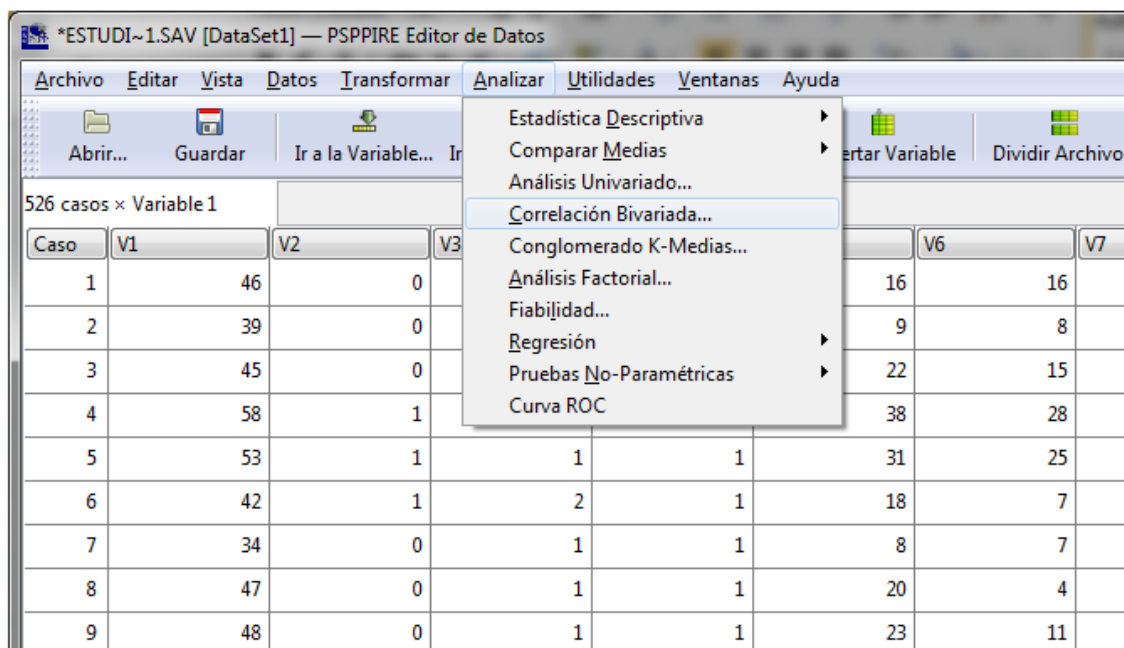 *ESTUDI~1.SAV [DataSet1] — PSPPIRE Editor de Datos
Archivo Editar Vista Datos Transformar Analizar Utilidades Ventanas Ayuda
Abrir... Guardar Ir a la Variable... Ir ertar Variable Dividir Archivo
Estadística Descriptiva
Comparar Medias
Análisis Univariado...
Correlación Bivariada...
Conglomerado K-Medias...
Análisis Factorial...
Fiabilidad...
Regresión
Pruebas No-Paramétricas
Curva ROC
526 casos × Variable 1
Caso V1 V2 V3 V6 V7
1 46 0 16 16
2 39 0 9 8
3 45 0 22 15
4 58 1 38 28
5 53 1 1 1 31 25
6 42 1 2 1 18 7
7 34 0 1 1 8 7
8 47 0 1 1 20 4
9 48 0 1 1 23 11